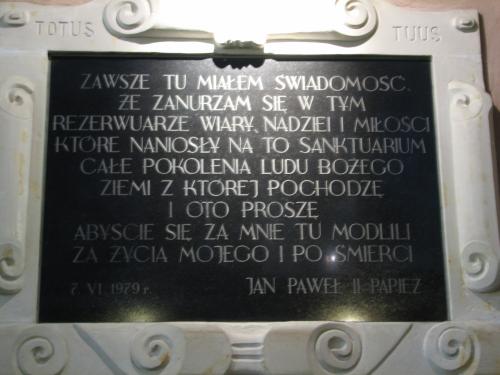 TOTUS TUUS
ZAWSZE TU MIAŁEM ŚWIADOMOŚĆ,
ŻE ZANURZAM SIĘ W TYM
REZERWUARZE WIARY, NADZIEI I MIŁOŚCI
KTÓRE NANIOSŁY NA TO SANKTUARIUM
CAŁE POKOLENIA LUDU BOŻEGO
ZIEMI Z KTÓREJ POCHODZĘ
I OTO PROSZĘ
ABYŚCIE SIĘ ZA MNIE TU MODLILI
ZA ŻYCIA MOJEGO I PO ŚMIERCI
7. VI. 1979 r. JAN PAWEŁ II PAPIEŻ